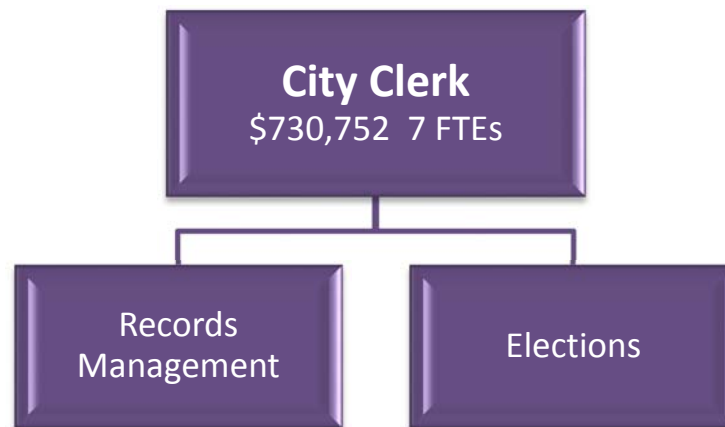 City Clerk
$730,752 7 FTEs
Records
Management
Elections